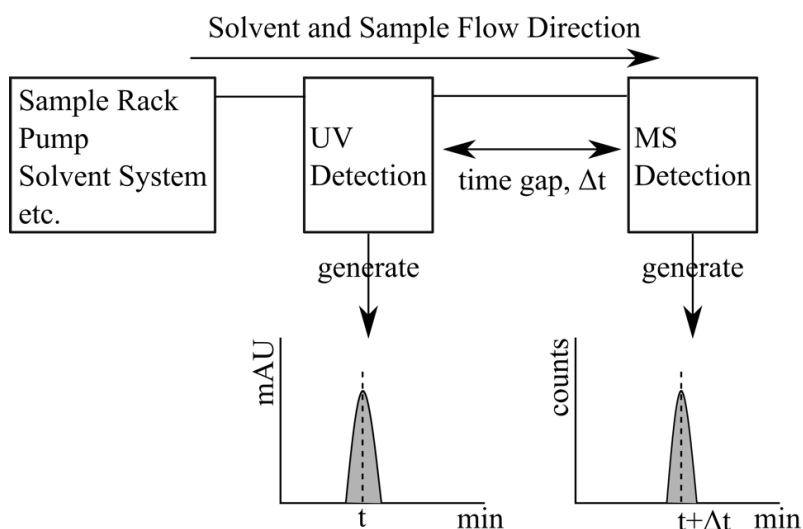 Solvent and Sample Flow Direction
Sample Rack
Pump
Solvent System
etc.
UV
Detection
time gap, Δt
MS
Detection
generate
generate
mAU
t
min
counts
t+Δt
min